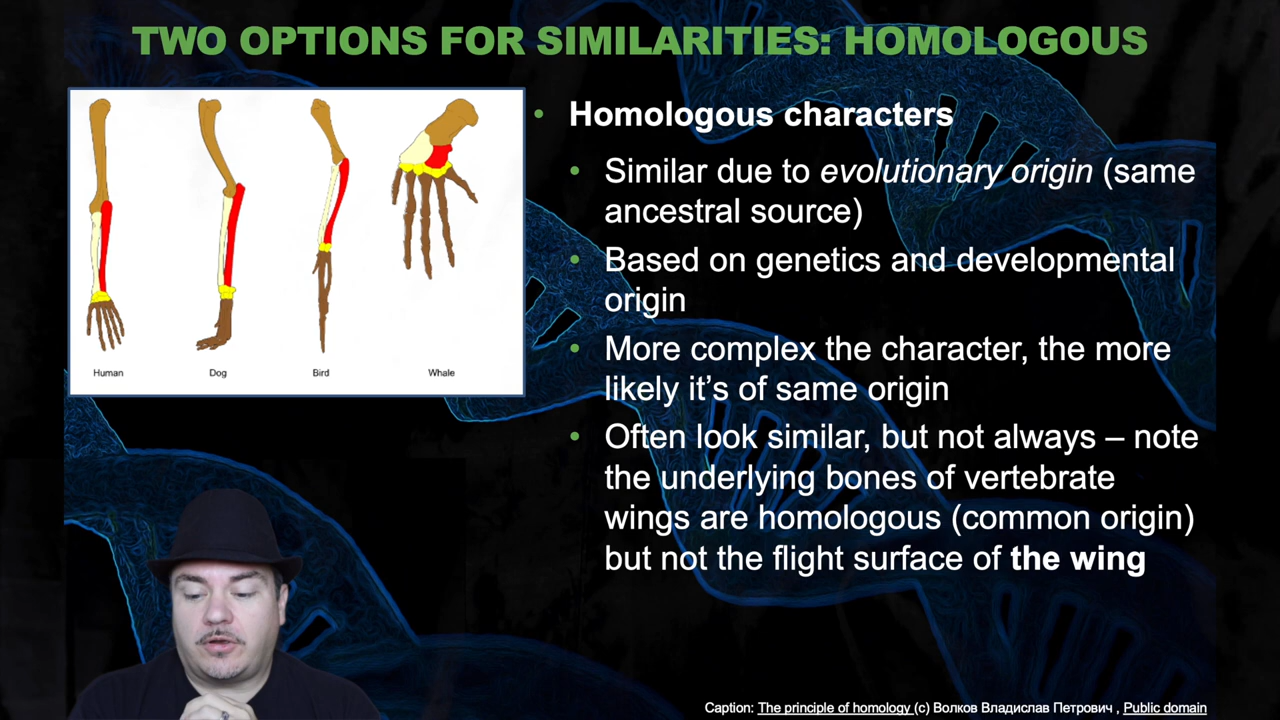 TWO OPTIONS FOR SIMILARITIES: HOMOLOGOUS
Human Dog Bird Whale
• Homologous characters
• Similar due to evolutionary origin (same
ancestral source)
• Based on genetics and developmental
origin
• More complex the character, the more
likely it’s of same origin
• Often look similar, but not always – note
the underlying bones of vertebrate
wings are homologous (common origin)
but not the flight surface of the wing
Caption: The principle of homology (c) Волков Владислав Петрович , Public domain